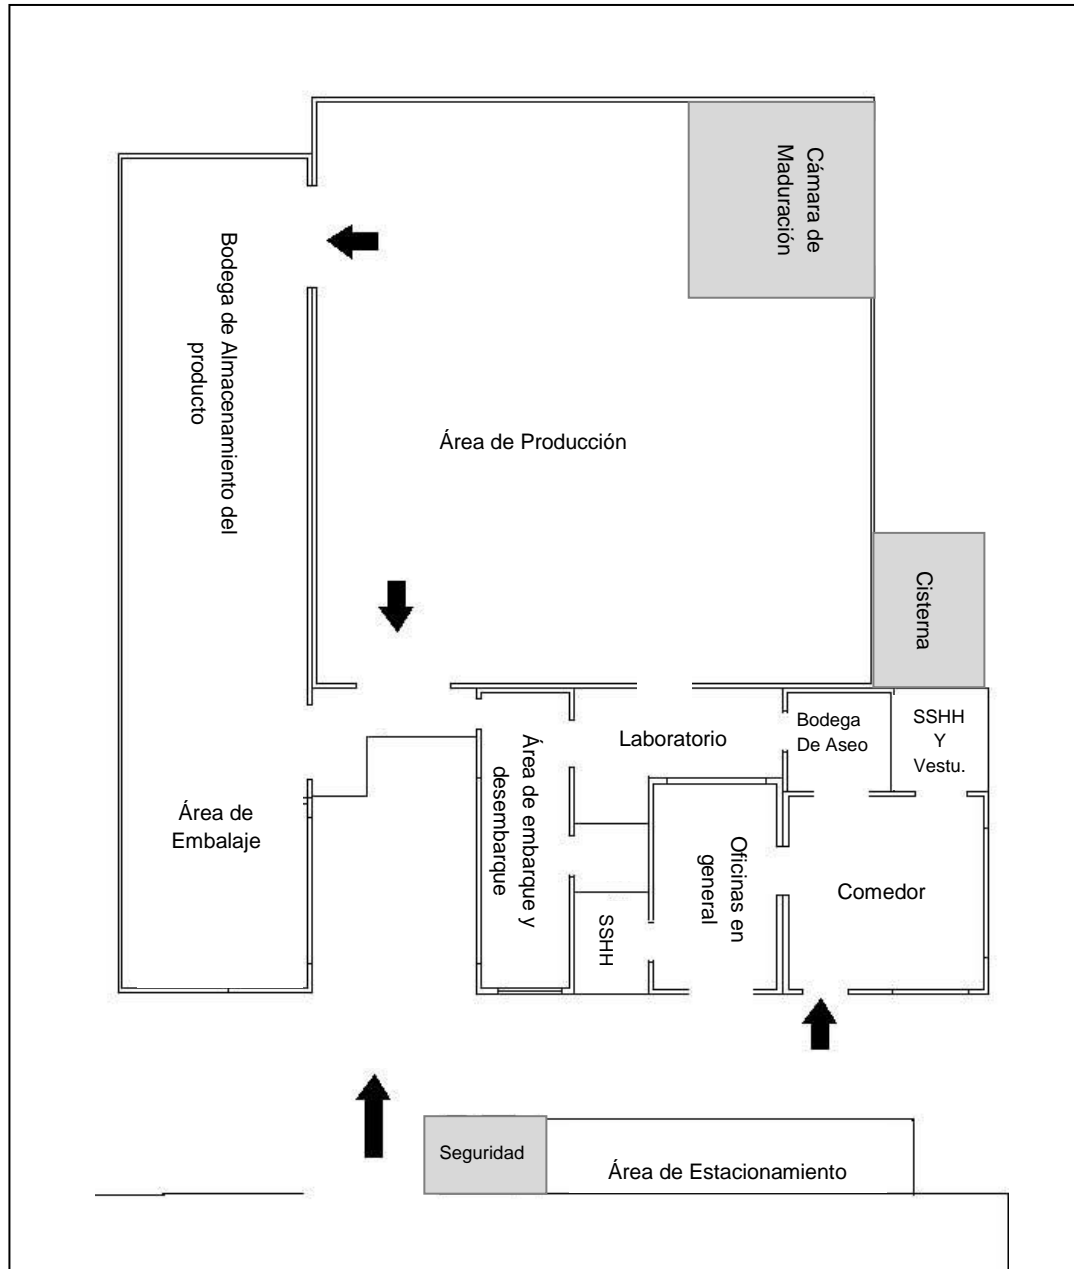 Cámara de
Maduración
Bodega de Almacenamiento del
producto
Área de Producción
Cisterna
Bodega
De Aseo
SSHH
Y
Vestu.
Laboratorio
Área de embarque y
desembarque
Área de
Embalaje
Oficinas en
general
Comedor
SSHH
Seguridad
Área de Estacionamiento